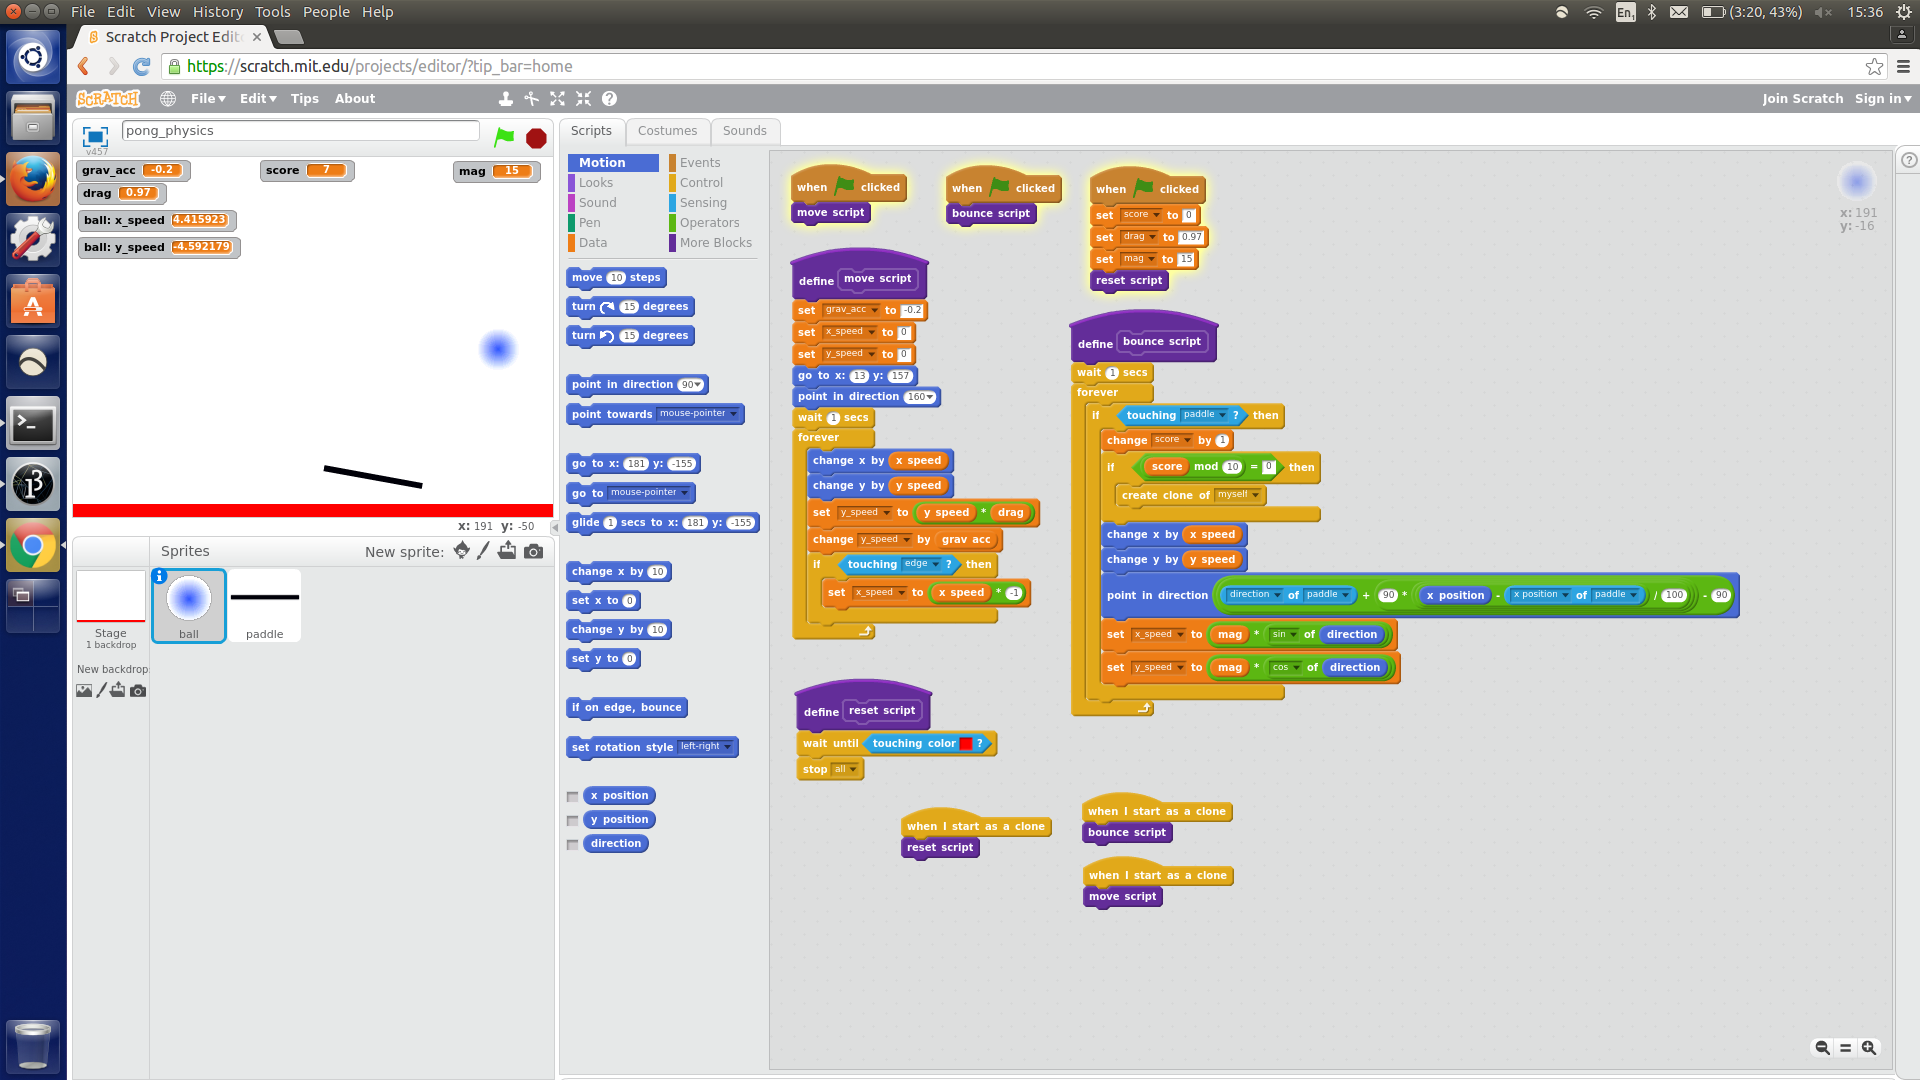 File Edit View History Tools People Help
En1 (3:20, 43%) 15:36
Scratch Project Edit
https://scratch.mit.edu/projects/editor/?tip_bar=home
SCRATCH File Edit Tips About Join Scratch Sign in
pong_physics
v457
grav_acc -0.2 score 7 mag 15
drag 0.97
ball: x_speed 4.415923
ball: y_speed -4.592179
x: 191 y: -50
Sprites New sprite:
Stage
1 backdrop
ball
paddle
New backdrop:
Scripts Costumes Sounds
Motion Events
Looks Control
Sound Sensing
Pen Operators
Data More Blocks
move 10 steps
turn 15 degrees
turn 15 degrees
point in direction 90
point towards mouse-pointer
go to x: 181 y: -155
go to mouse-pointer
glide 1 secs to x: 181 y: -155
change x by 10
set x to 0
change y by 10
set y to 0
if on edge, bounce
set rotation style left-right
x position
y position
direction
when clicked
move script
when clicked
bounce script
when clicked
set score to 0
set drag to 0.97
set mag to 15
reset script
x: 191
y: -16
define move script
set grav_acc to -0.2
set x_speed to 0
set y_speed to 0
go to x: 13 y: 157
point in direction 160
wait 1 secs
forever
change x by x speed
change y by y speed
set y_speed to y speed * drag
change y_speed by grav acc
if touching edge ? then
set x_speed to x speed * -1
define bounce script
wait 1 secs
forever
if touching paddle ? then
change score by 1
if score mod 10 = 0 then
create clone of myself
change x by x speed
change y by y speed
point in direction direction of paddle + 90 * x position - x position of paddle / 100 - 90
set x_speed to mag * sin of direction
set y_speed to mag * cos of direction
define reset script
wait until touching color ?
stop all
when I start as a clone
reset script
when I start as a clone
bounce script
when I start as a clone
move script